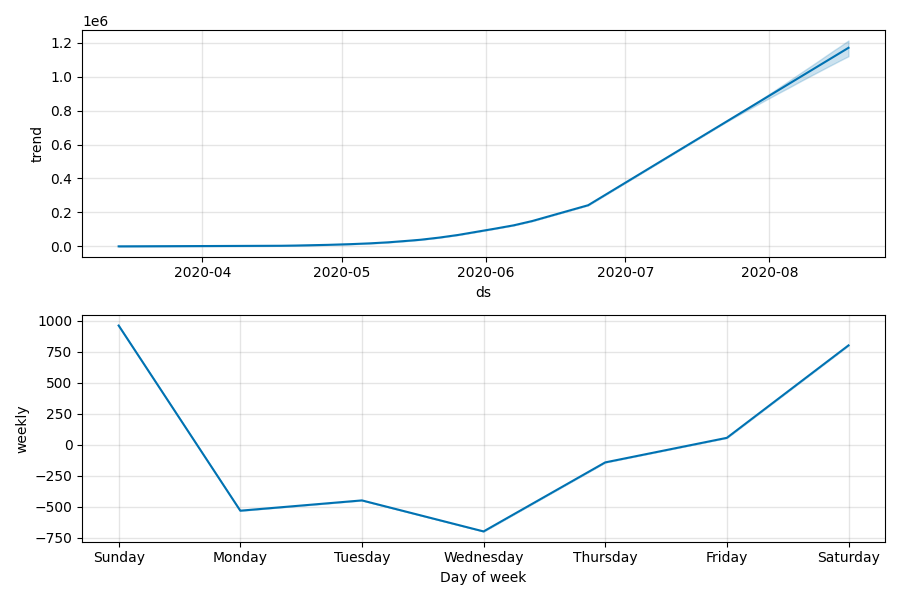 1e6
1.2
1.0
0.8
0.6
0.4
0.2
0.0
trend
2020-04 2020-05 2020-06 2020-07 2020-08
ds
1000
750
500
250
0
−250
−500
−750
weekly
Sunday Monday Tuesday Wednesday Thursday Friday Saturday
Day of week